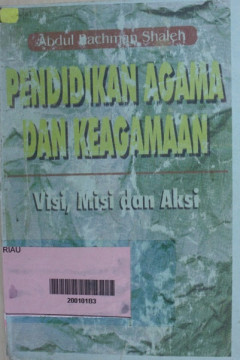 Abdul Rachman Shaleh
PENDIDIKAN AGAMA
DAN KEAGAMAAN
Visi, Misi dan Aksi
RIAU
20010103